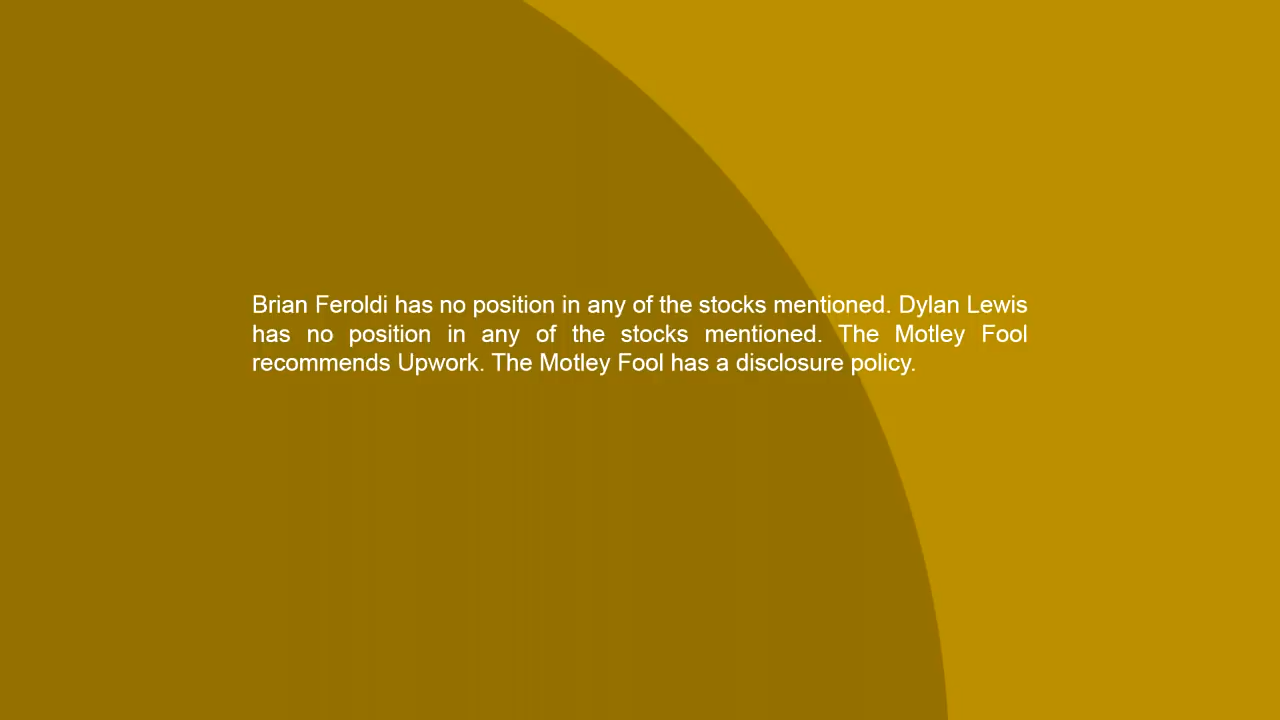 Brian Feroldi has no position in any of the stocks mentioned. Dylan Lewis
has no position in any of the stocks mentioned. The Motley Fool
recommends Upwork. The Motley Fool has a disclosure policy.